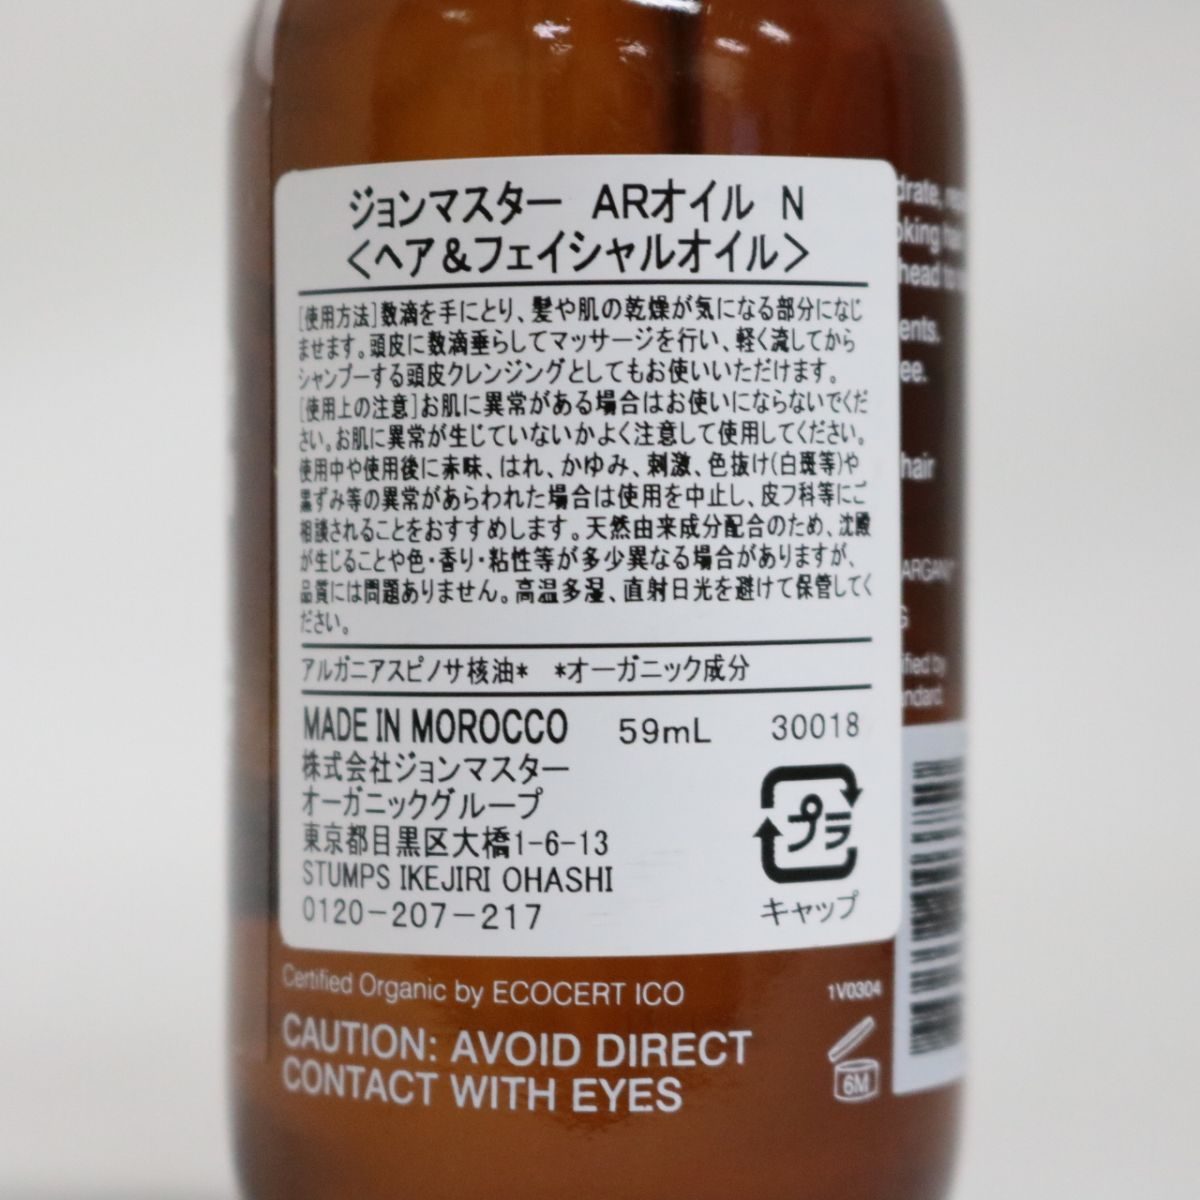 ジョンマスター ARオイル N
<ヘア&フェイシャルオイル>
[使用方法]数滴を手にとり、髪や肌の乾燥が気になる部分になじ
ませます。頭皮に数滴垂らしてマッサージを行い、軽く流してから
シャンプーする頭皮クレンジングとしてもお使いいただけます。
[使用上の注意]お肌に異常がある場合はお使いにならないでくだ
さい。お肌に異常が生じていないかよく注意して使用してください。
使用中や使用後に赤味、はれ、かゆみ、刺激、色抜け(白斑等)や
黒ずみ等の異常があらわれた場合は使用を中止し、皮フ科等にご
相談されることをおすすめします。天然由来成分配合のため、沈殿
が生じることや色・香り・粘性等が多少異なる場合がありますが、
品質には問題ありません。高温多湿、直射日光を避けて保管してく
ださい。
アルガニアスピノサ核油* *オーガニック成分
MADE IN MOROCCO 59mL 30018
株式会社ジョンマスター
オーガニックグループ
東京都目黒区大橋1-6-13
STUMPS IKEJIRI OHASHI
0120-207-217
プラ
キャップ
Certified Organic by ECOCERT ICO
1V0304
CAUTION: AVOID DIRECT
CONTACT WITH EYES
6M
head to
hair